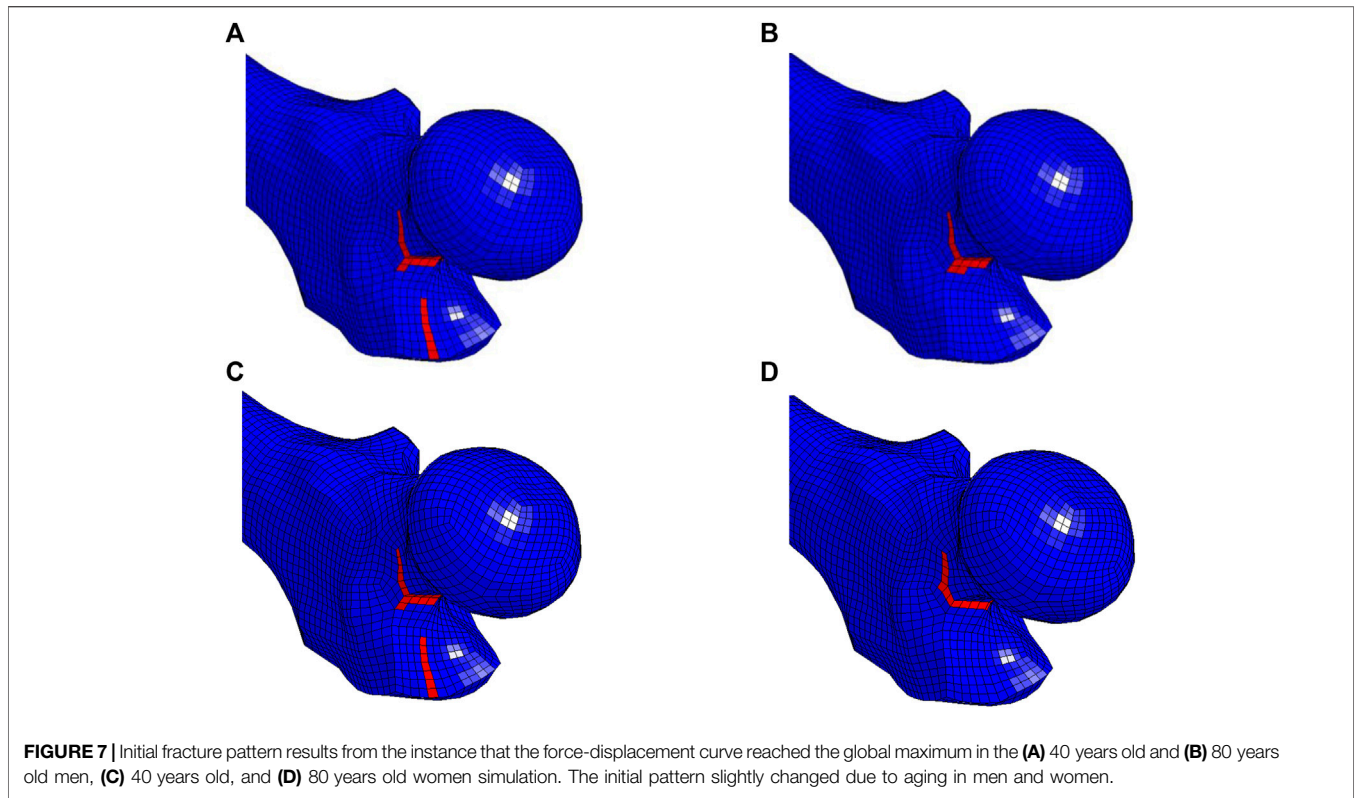 A
B
C
D
FIGURE 7 | Initial fracture pattern results from the instance that the force-displacement curve reached the global maximum in the (A) 40 years old and (B) 80 years
old men, (C) 40 years old, and (D) 80 years old women simulation. The initial pattern slightly changed due to aging in men and women.